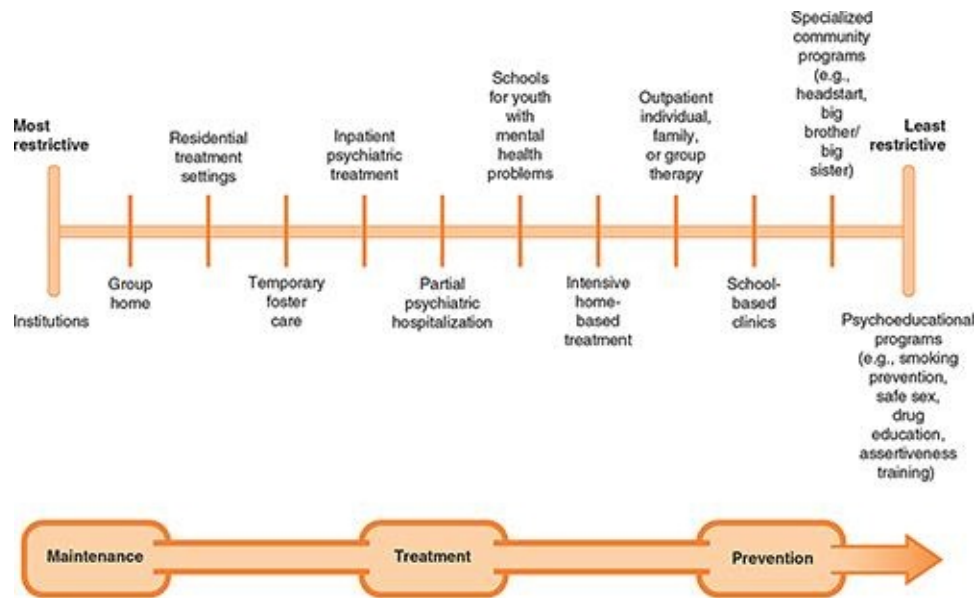 Most
restrictive
Residential
treatment
settings
Inpatient
psychiatric
treatment
Schools
for youth
with
mental
health
problems
Outpatient
individual,
family,
or group
therapy
Specialized
community
programs
(e.g.,
headstart,
big
brother/
big
sister)
Least
restrictive
Institutions
Group
home
Temporary
foster
care
Partial
psychiatric
hospitalization
Intensive
home-
based
treatment
School-
based
clinics
Psychoeducational
programs
(e.g., smoking
prevention,
safe sex,
drug
education,
assertiveness
training)
Maintenance
Treatment
Prevention